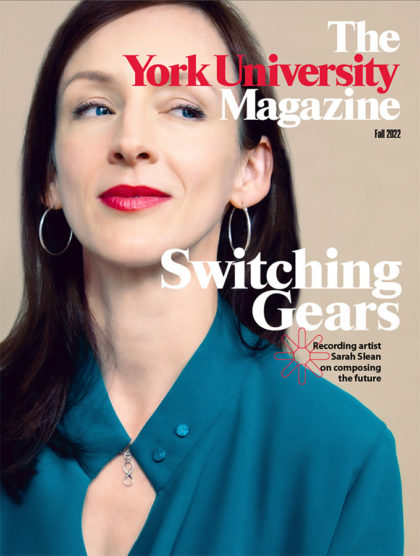 The
York University
Magazine
Fall 2022
Switching
Gears
Recording artist
Sarah Slean
on composing
the future